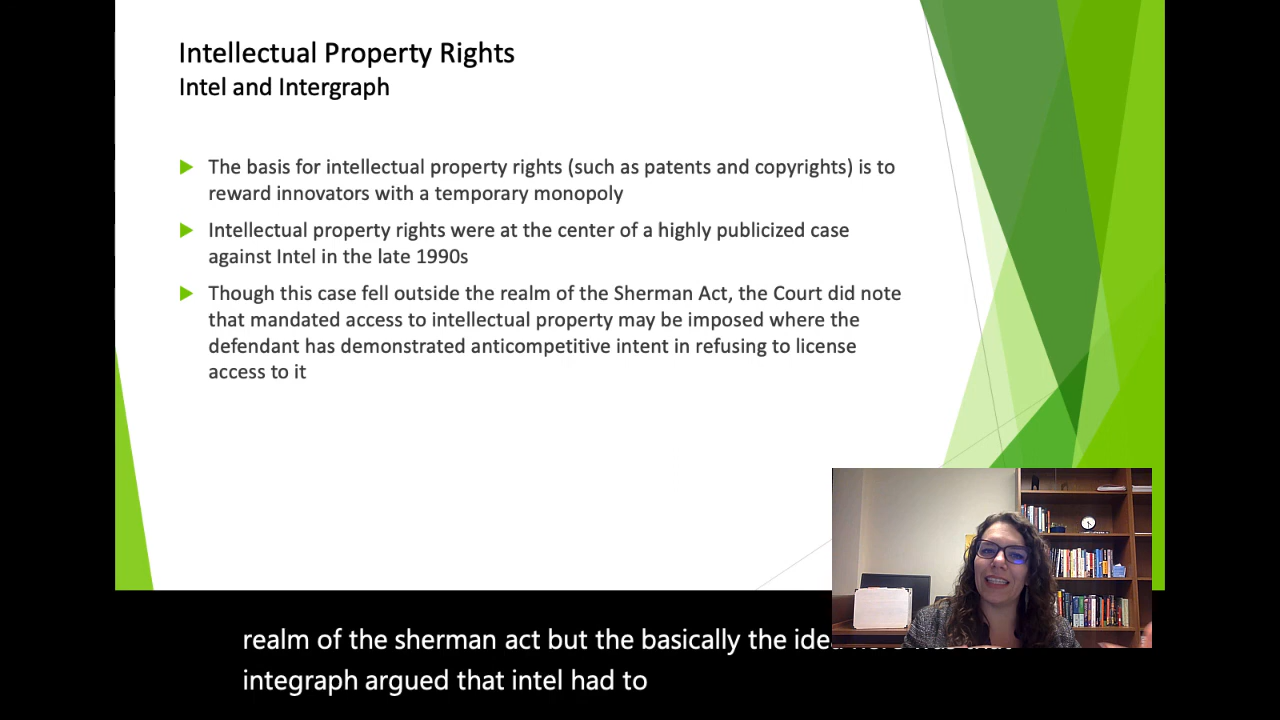 Intellectual Property Rights
Intel and Intergraph
The basis for intellectual property rights (such as patents and copyrights) is to
reward innovators with a temporary monopoly
Intellectual property rights were at the center of a highly publicized case
against Intel in the late 1990s
Though this case fell outside the realm of the Sherman Act, the Court did note
that mandated access to intellectual property may be imposed where the
defendant has demonstrated anticompetitive intent in refusing to license
access to it
realm of the sherman act but the basically the
integraph argued that intel had to